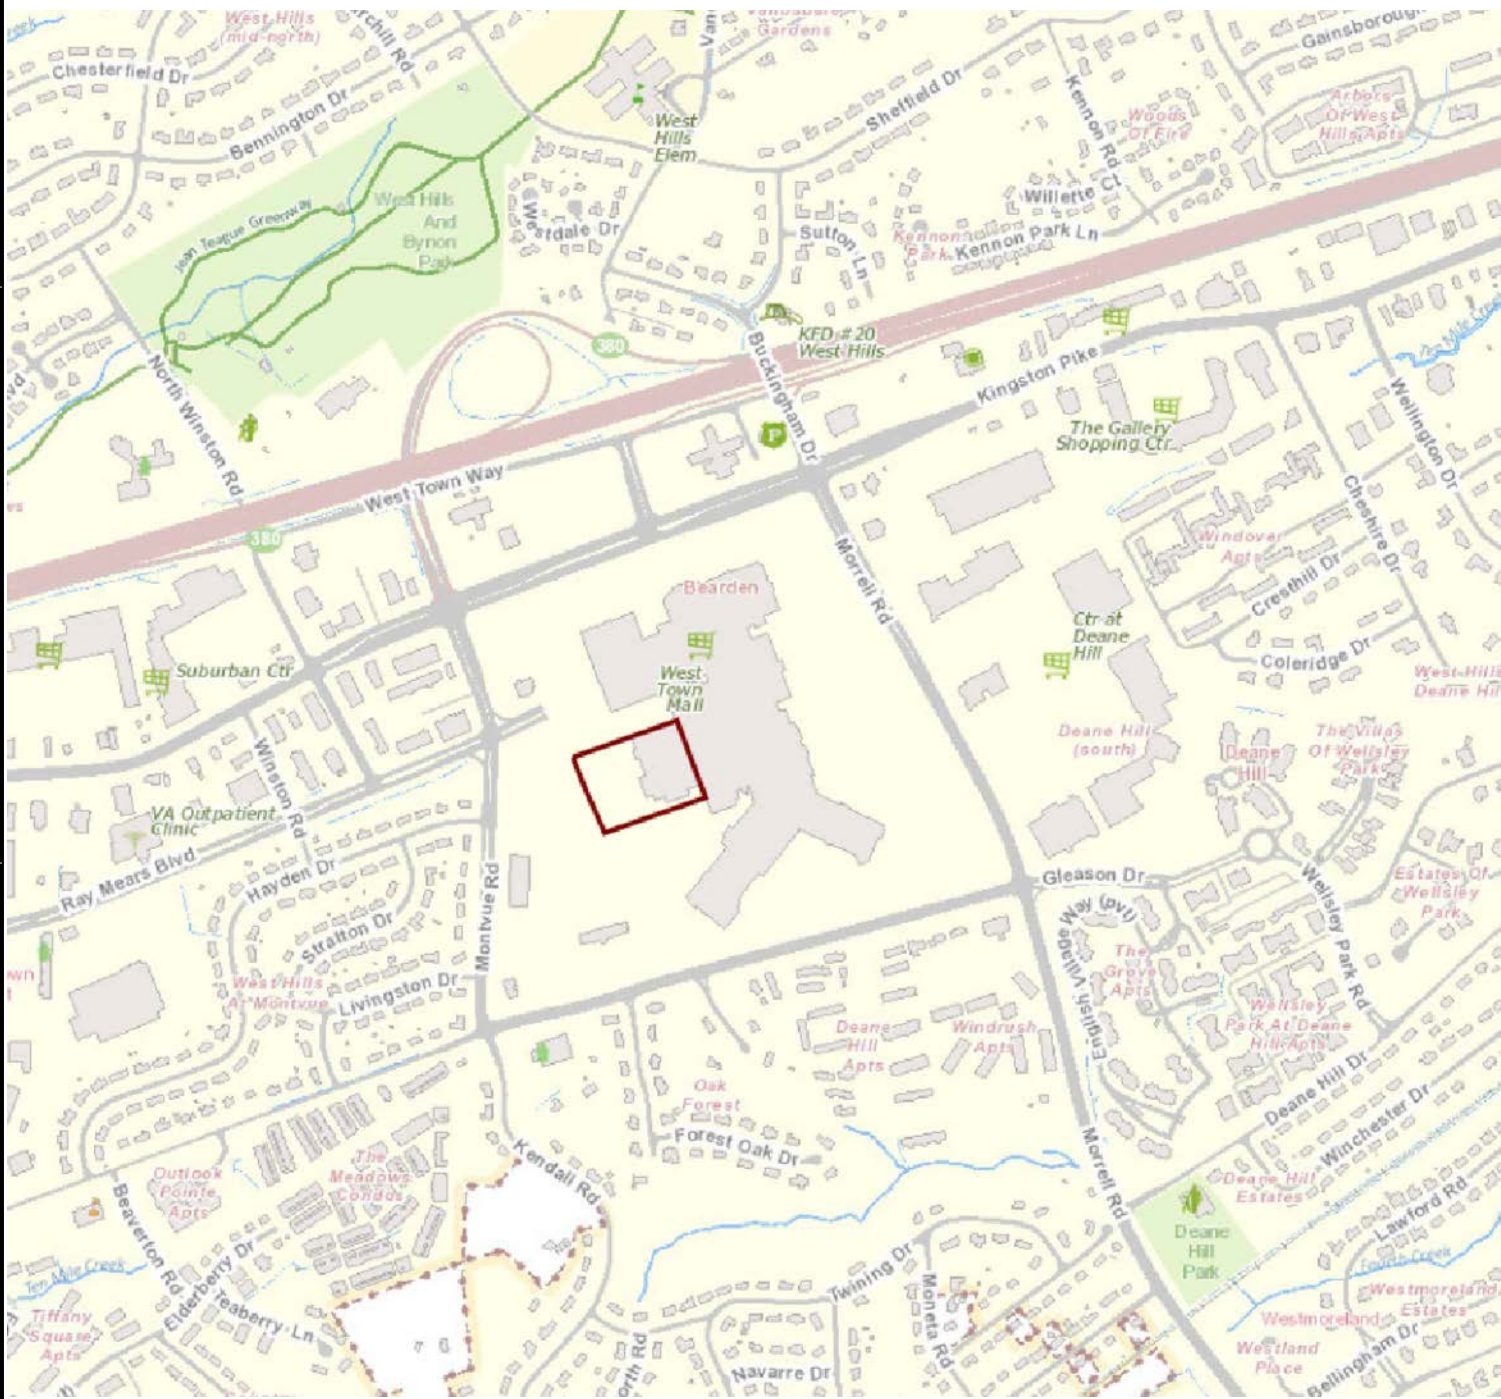 West Hills
(mid-north)
Chesterfield Dr
Bennington Dr
Gardens
Sheffield Dr
Kennon Rd
Woods
Of Fire
Arbors
Of West
Hills Apts
West
Hills
Elem
Jean Teague Greenway
West Hills
And
Bynon
Park
Westdale Dr
Sutton Ln
Willette Ct
Kennon
Park
Kennon Park Ln
North Winston Rd
380
KFD #20
West Hills
Buckingham Dr
Kingston Pike
The Gallery
Shopping Ctr
Wellington Dr
Cheshire Dr
P
West Town Way
380
Morrell Rd
Windover
Apts
Cresthill Dr
Coleridge Dr
Bearden
West
Town
Mall
Ctr at
Deane
Hill
Suburban Ctr
Deane Hill
(south)
Deane
Hill
The Villas
Of Wellsley
Park
Winston Rd
VA Outpatient
Clinic
Ray Mears Blvd
Hayden Dr
Stratton Dr
Montvue Rd
Gleason Dr
Wellsley Park Rd
Estates Of
Wellsley
Park
English Village Way (pvt)
The
Grove
Apts
West Hills
At Montvue
Livingston Dr
Deane
Hill
Apts
Windrush
Apts
Wellsley
Park At Deane
Hill Apts
Oak
Forest
Forest Oak Dr
Deane Hill Dr
Winchester Dr
Kendall Rd
The
Meadows
Condos
Outlook
Pointe
Apts
Beaverton Rd
Elderberry Dr
Teaberry Ln
Ten Mile Creek
Tiffany
Square
Apts
Morrell Rd
Deane Hill
Estates
Deane
Hill
Park
Lawford Rd
Fourth Creek
Westmoreland
Estates
Westmoreland
Westland
Place
Bellingham Dr
Twining Dr
Moneta Rd
Navarre Dr